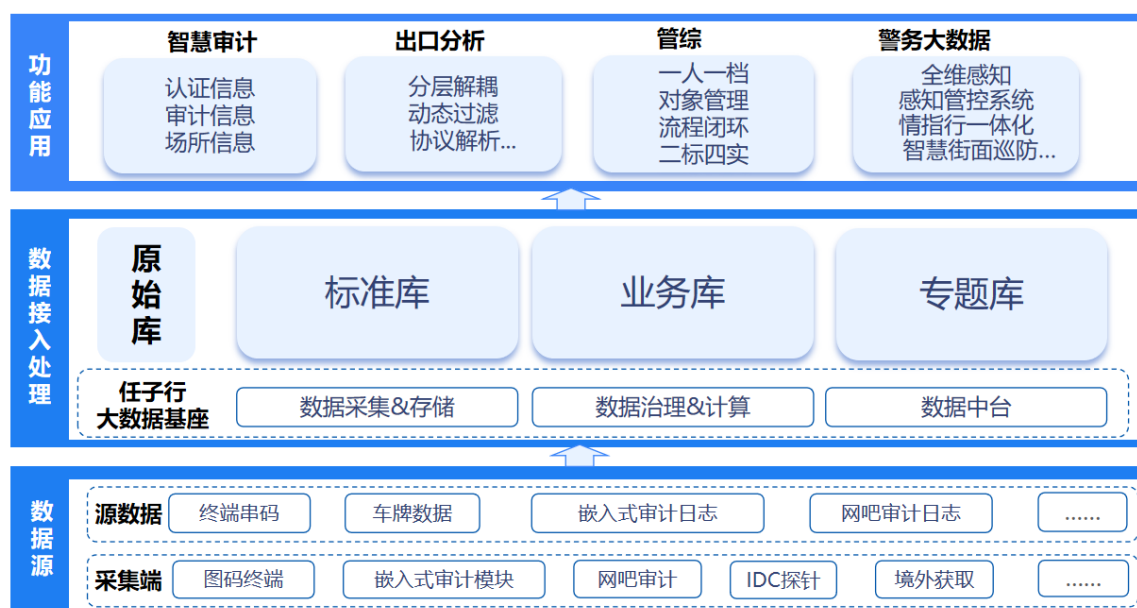 功能应用
智慧审计
认证信息
审计信息
场所信息
出口分析
分层解耦
动态过滤
协议解析...
管综
一人一档
对象管理
流程闭环
二标四实
警务大数据
全维感知
感知管控系统
情指行一体化
智慧街面巡防...
数据接入处理
原始库
标准库
业务库
专题库
任子行
大数据基座
数据采集&存储
数据治理&计算
数据中台
数据源
源数据
终端串码
车牌数据
嵌入式审计日志
网吧审计日志
......
采集端
图码终端
嵌入式审计模块
网吧审计
IDC探针
境外获取
......